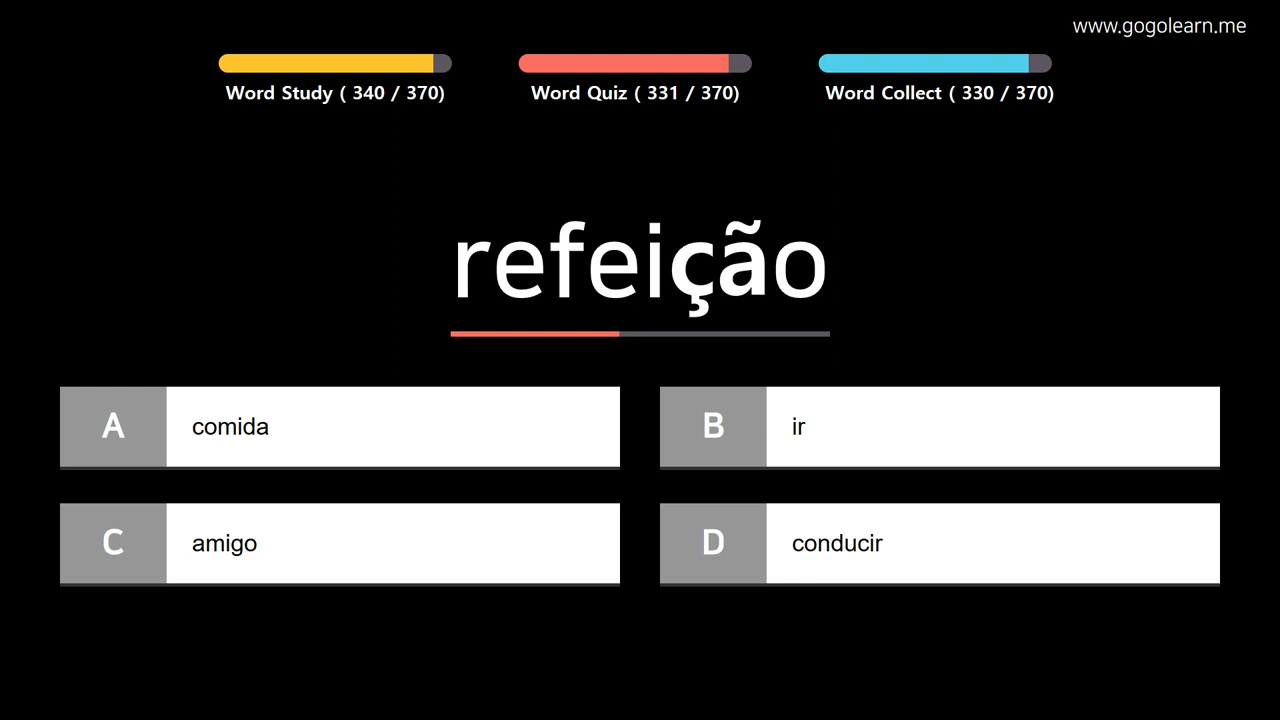 www.gogolearn.me
Word Study ( 340 / 370)
Word Quiz ( 331 / 370)
Word Collect ( 330 / 370)
refeição
A
comida
B
ir
C
amigo
D
conducir